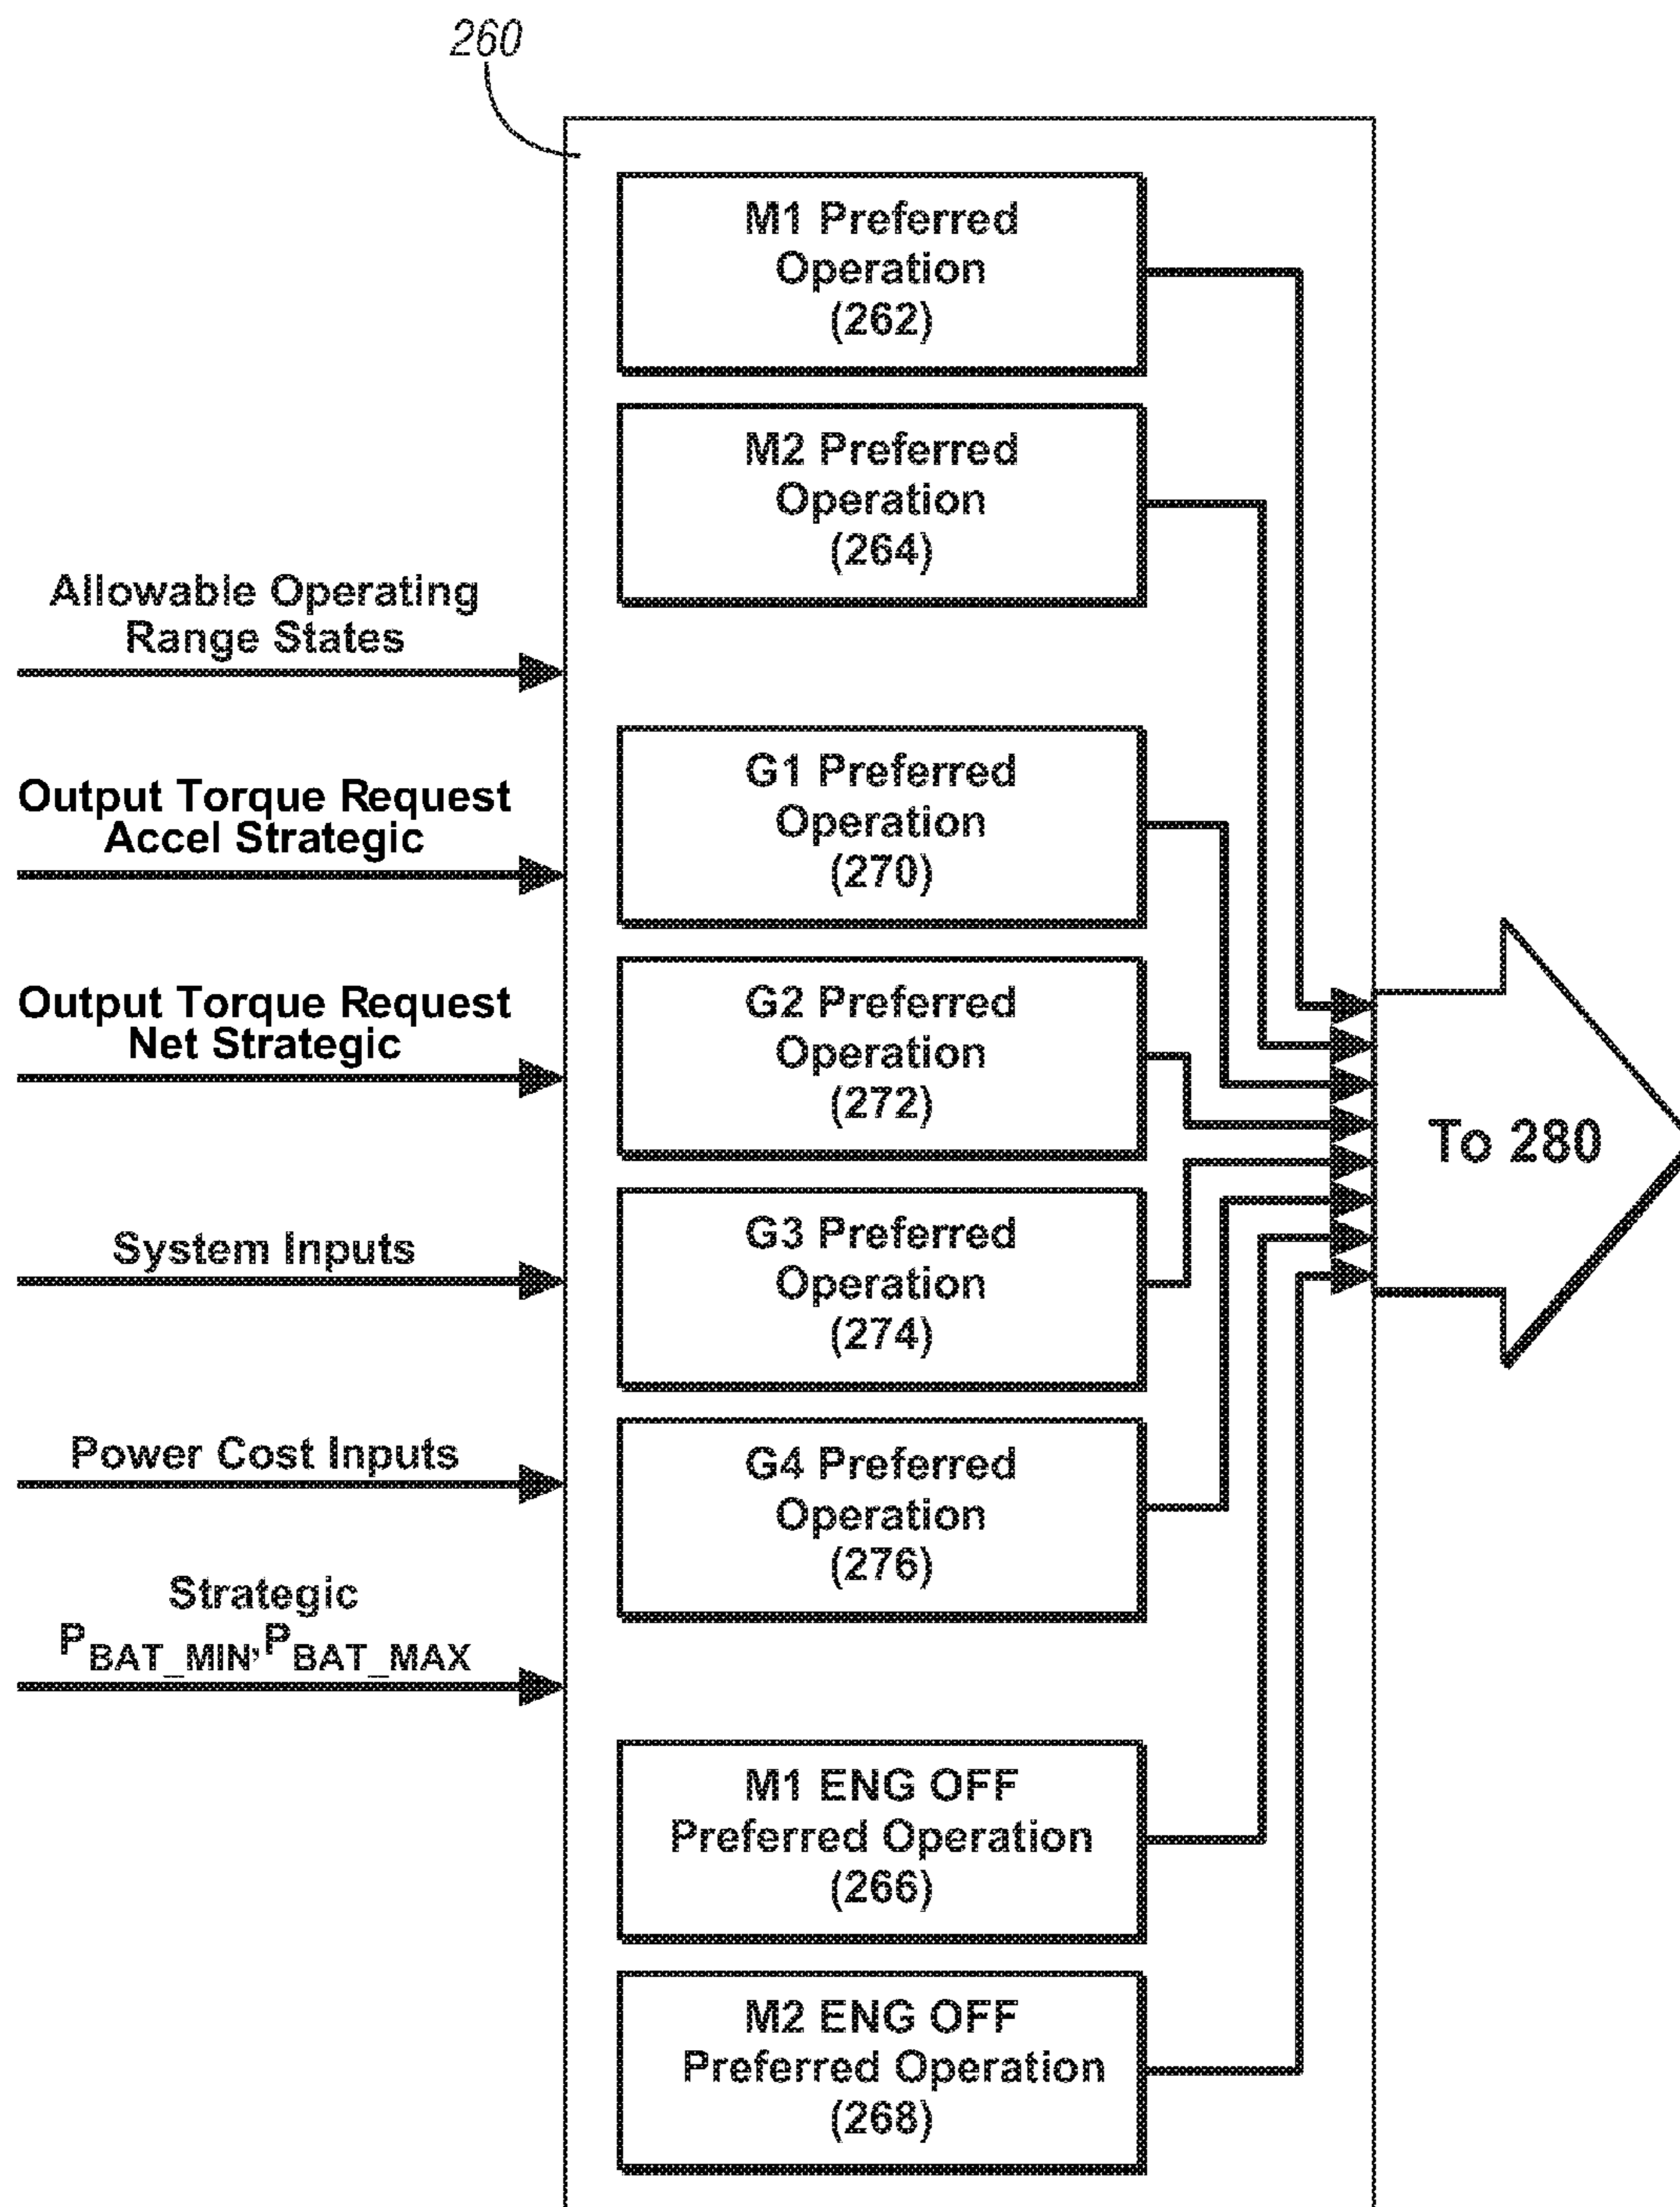 260
M1 Preferred
Operation
(262)
M2 Preferred
Operation
(264)
Allowable Operating
Range States
Output Torque Request
Accel Strategic
Output Torque Request
Net Strategic
System Inputs
Power Cost Inputs
Strategic
PBAT_MIN,PBAT_MAX
G1 Preferred
Operation
(270)
G2 Preferred
Operation
(272)
G3 Preferred
Operation
(274)
G4 Preferred
Operation
(276)
M1 ENG OFF
Preferred Operation
(266)
M2 ENG OFF
Preferred Operation
(268)
To 280